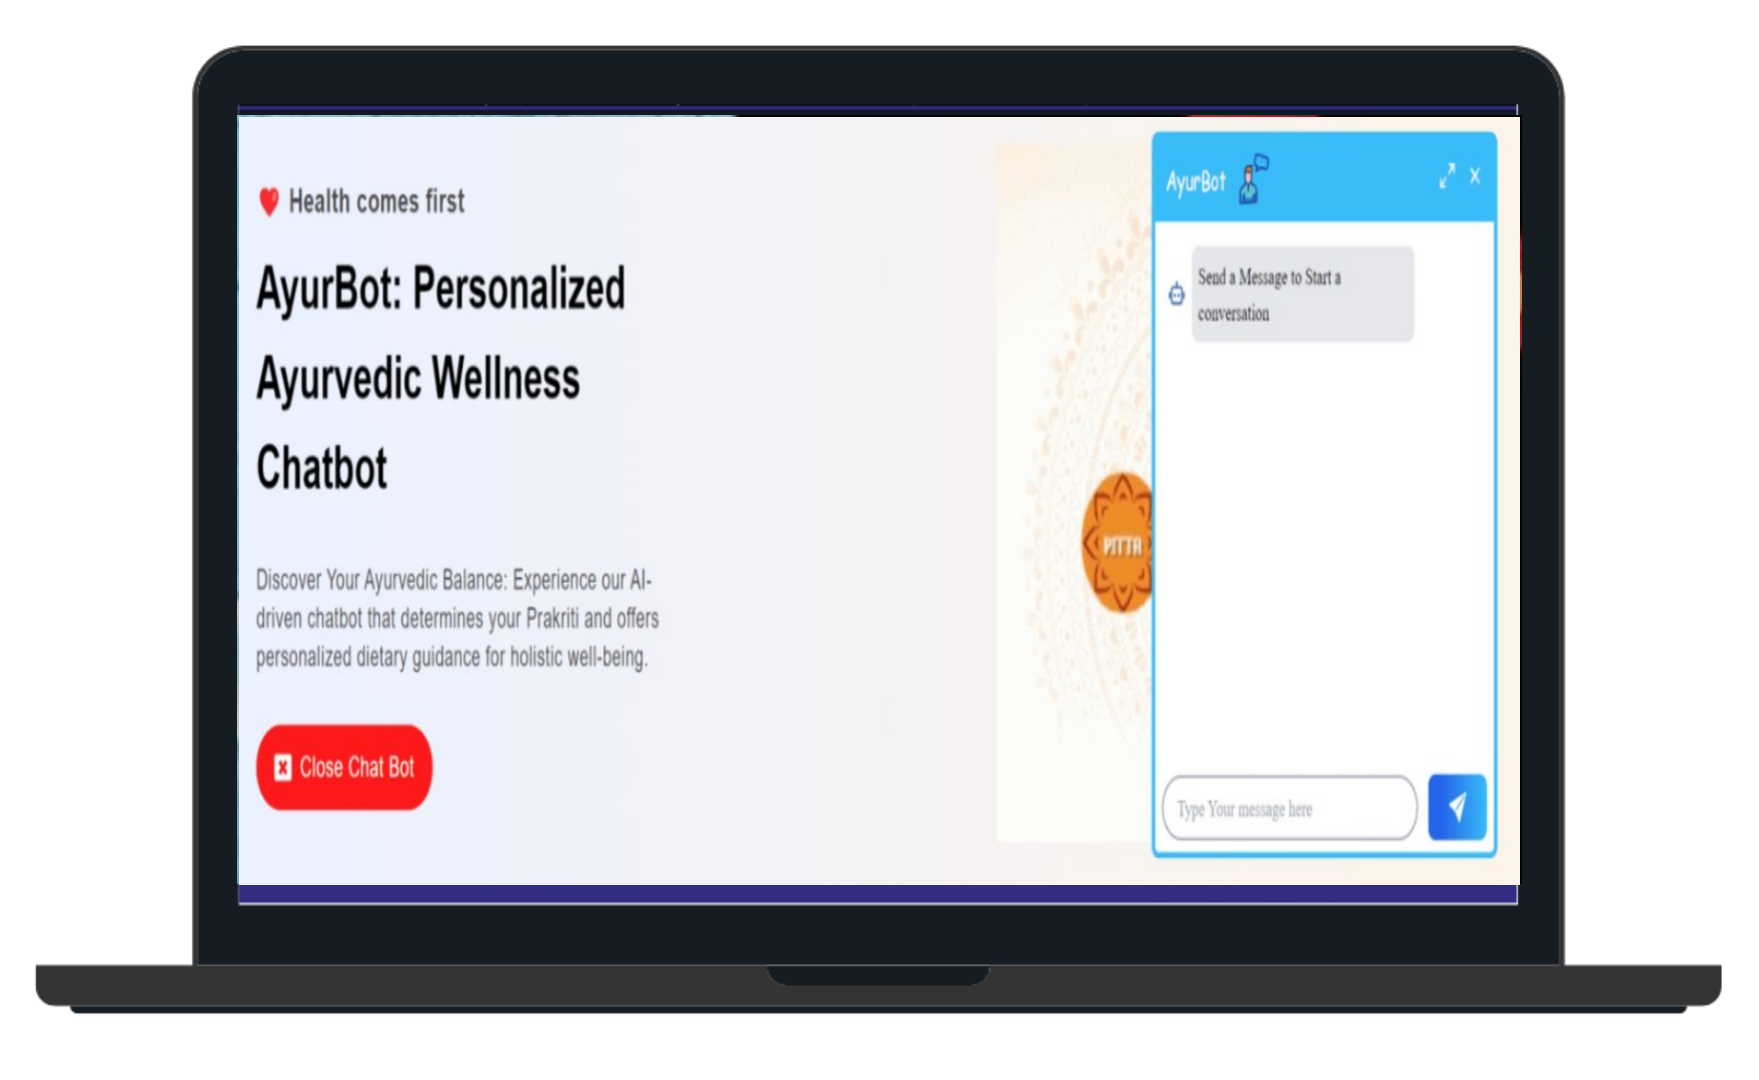 Health comes first
AyurBot: Personalized
Ayurvedic Wellness
Chatbot
Discover Your Ayurvedic Balance: Experience our AI-
driven chatbot that determines your Prakriti and offers
personalized dietary guidance for holistic well-being.
Close Chat Bot
PITTA
AyurBot
Send a Message to Start a
conversation
Type Your message here